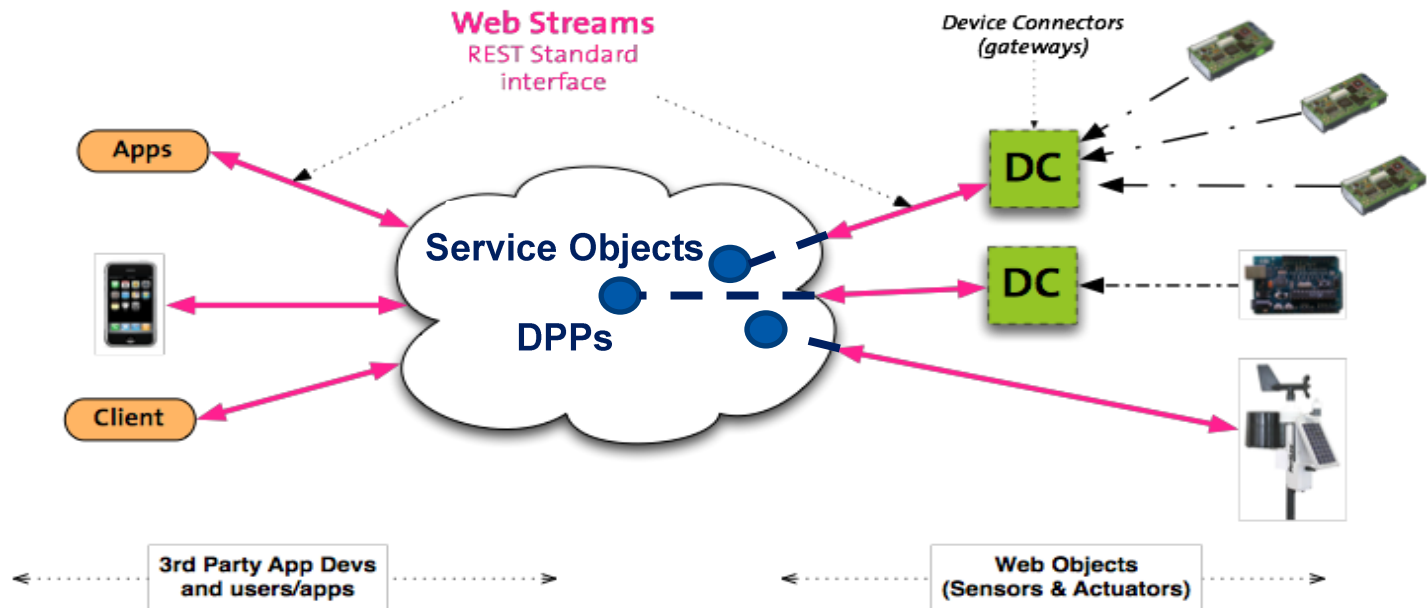 Web Streams
REST Standard
interface
Device Connectors
(gateways)
Apps
DC
Service Objects
DC
DPPs
Client
3rd Party App Devs
and users/apps
Web Objects
(Sensors & Actuators)